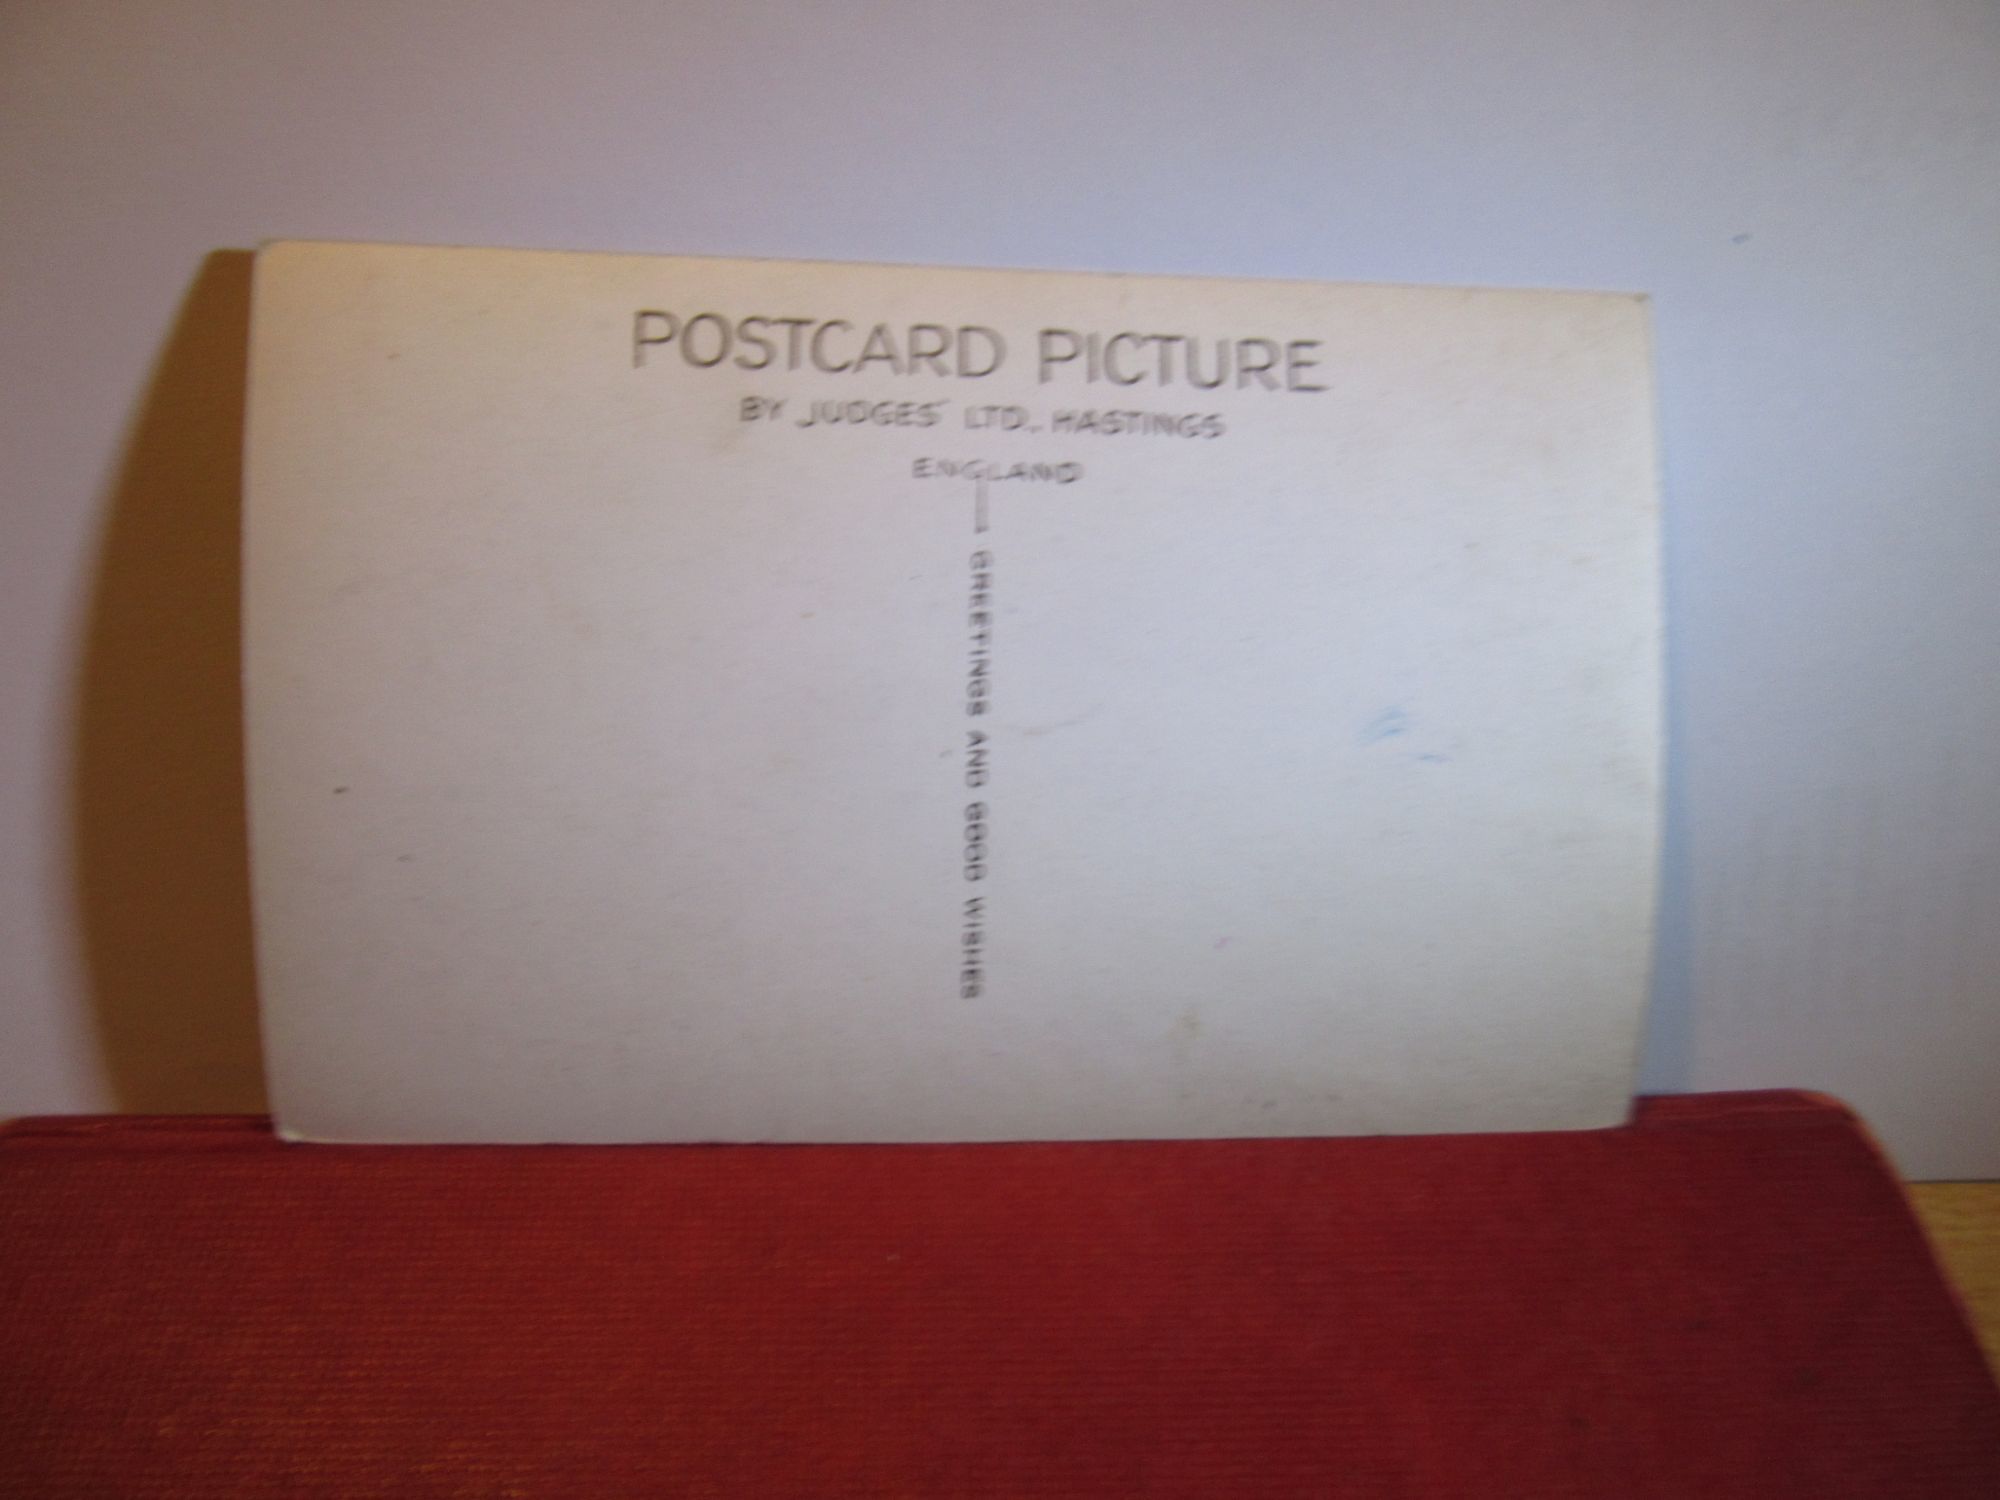 POSTCARD PICTURE
BY JUDGES' LTD., HASTINGS
ENGLAND
GREETINGS AND GOOD WISHES